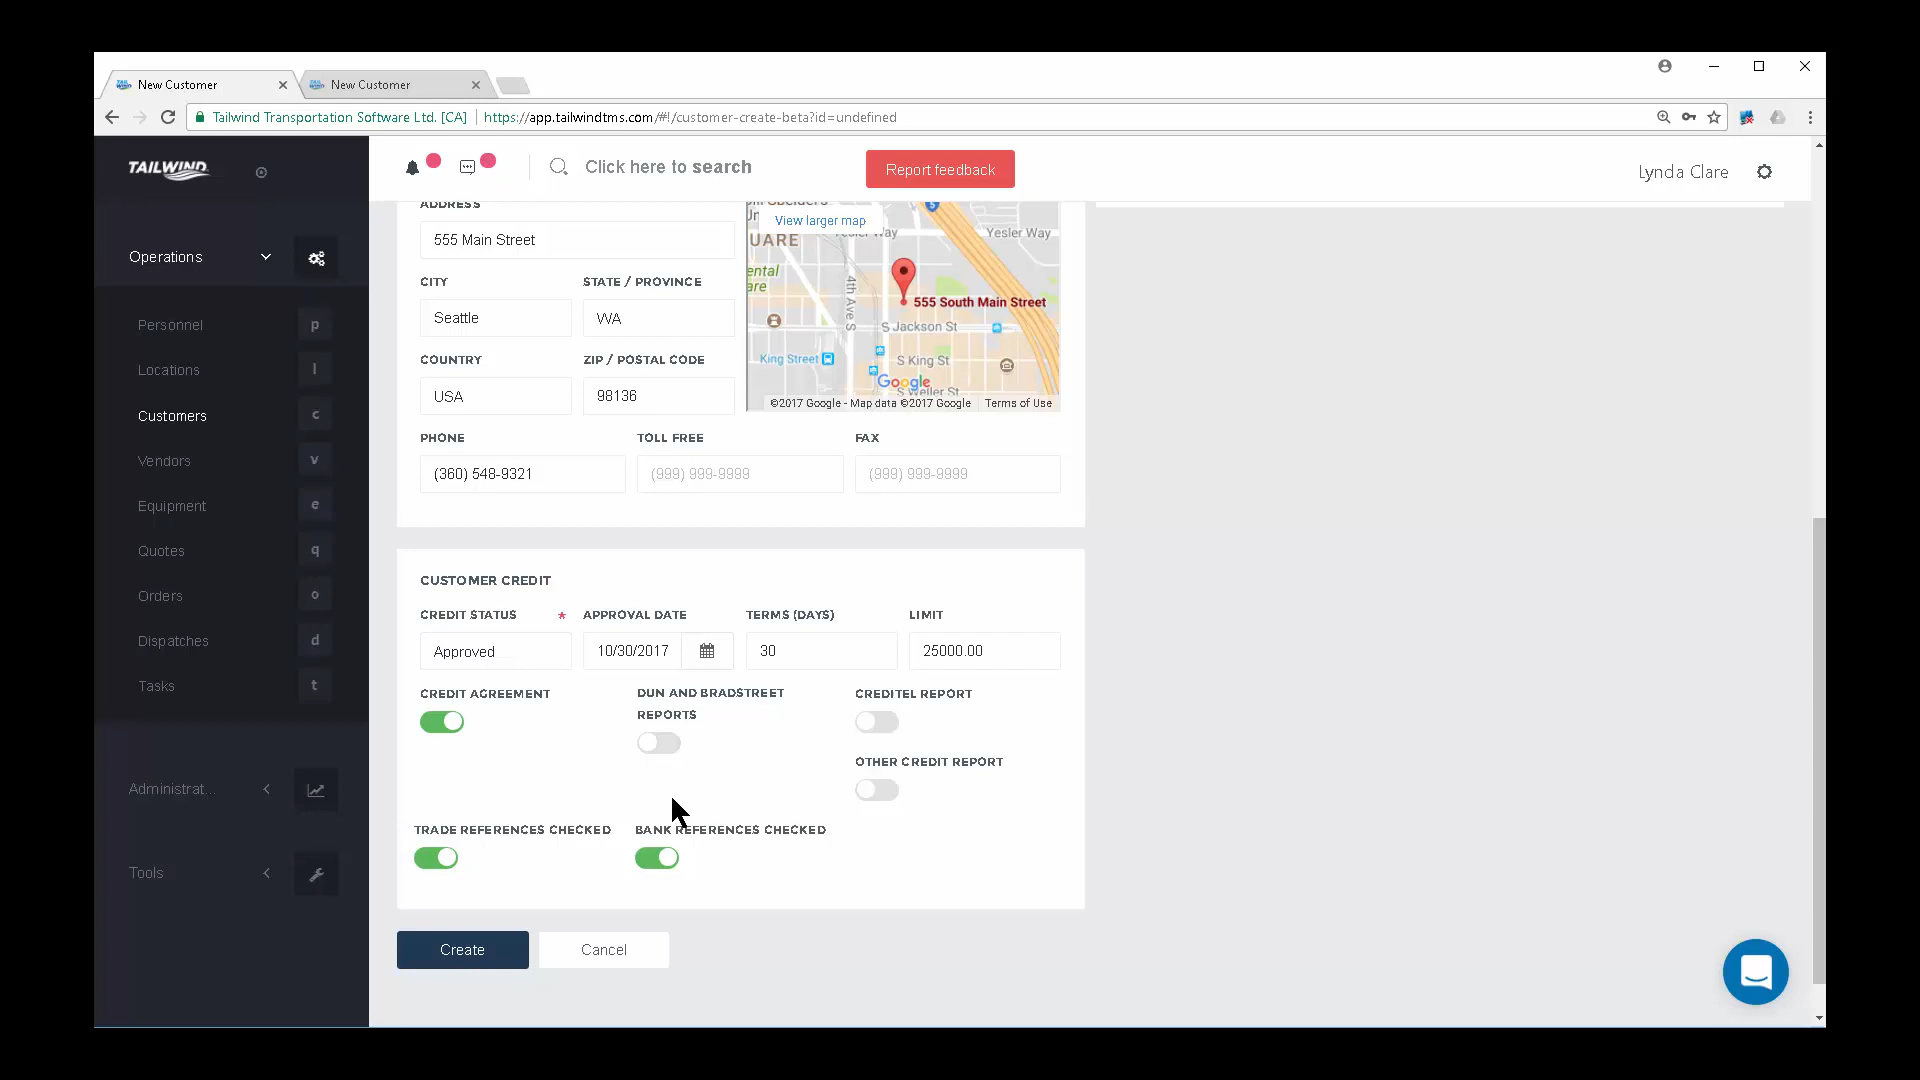 New Customer
New Customer
Tailwind Transportation Software Ltd. [CA] https://app.tailwindtms.com/#!/customer-create-beta?id=undefined
TAILWIND
Click here to search
Report feedback
Lynda Clare
Operations
Personnel p
Locations l
Customers c
Vendors v
Equipment e
Quotes q
Orders o
Dispatches d
Tasks t
Administrat...
Tools
ADDRESS
555 Main Street
CITY STATE / PROVINCE
Seattle WA
COUNTRY ZIP / POSTAL CODE
USA 98136
View larger map
UARE
Yesler Way
ental
4th Ave S
5
555 South Main Street
S Jackson St
King Street
S King St
Google
S Weller St
©2017 Google - Map data ©2017 Google Terms of Use
PHONE TOLL FREE FAX
(360) 548-9321 (999) 999-9999 (999) 999-9999
CUSTOMER CREDIT
CREDIT STATUS * APPROVAL DATE TERMS (DAYS) LIMIT
Approved 10/30/2017 30 25000.00
CREDIT AGREEMENT DUN AND BRADSTREET REPORTS CREDITEL REPORT
OTHER CREDIT REPORT
TRADE REFERENCES CHECKED BANK REFERENCES CHECKED
Create Cancel